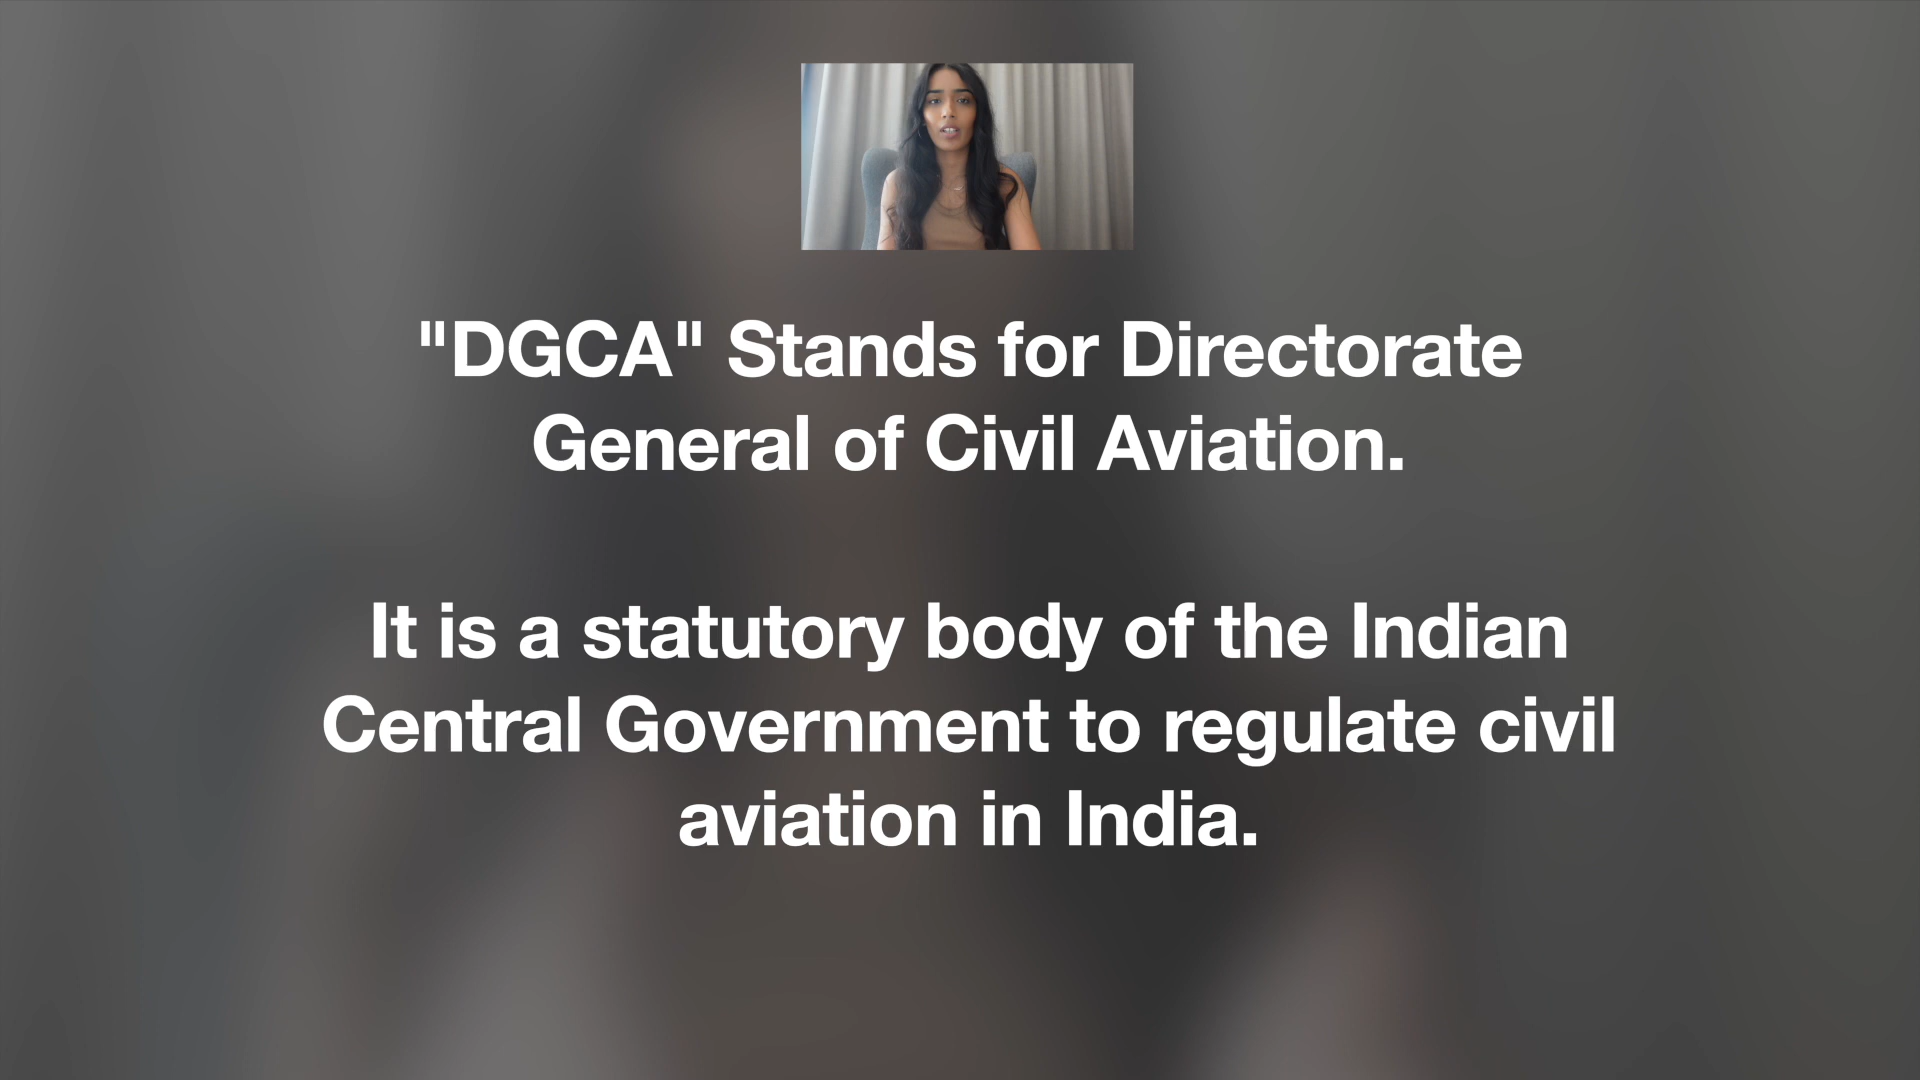 "DGCA" Stands for Directorate
General of Civil Aviation.
It is a statutory body of the Indian
Central Government to regulate civil
aviation in India.